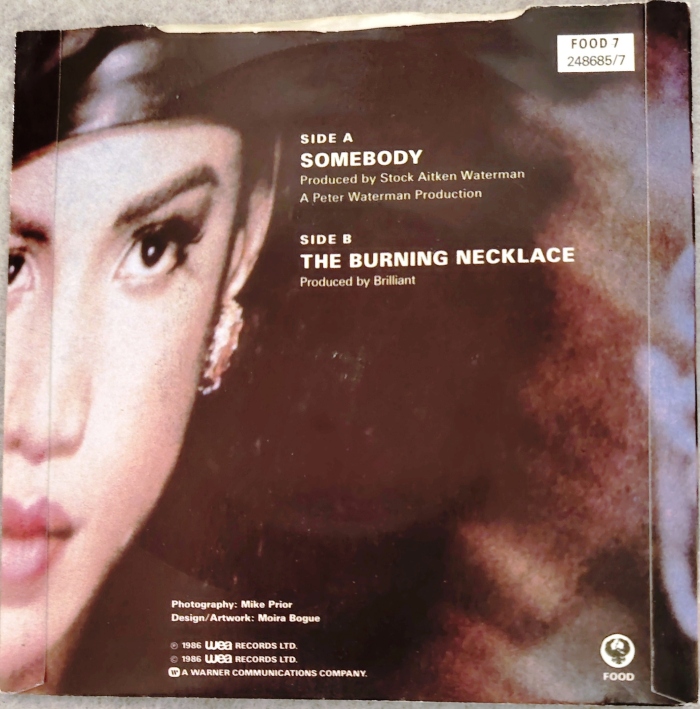 FOOD 7
248685/7
SIDE A
SOMEBODY
Produced by Stock Aitken Waterman
A Peter Waterman Production
SIDE B
THE BURNING NECKLACE
Produced by Brilliant
Photography: Mike Prior
Design/Artwork: Moira Bogue
℗ 1986 wea RECORDS LTD.
© 1986 wea RECORDS LTD.
W A WARNER COMMUNICATIONS COMPANY.
FOOD